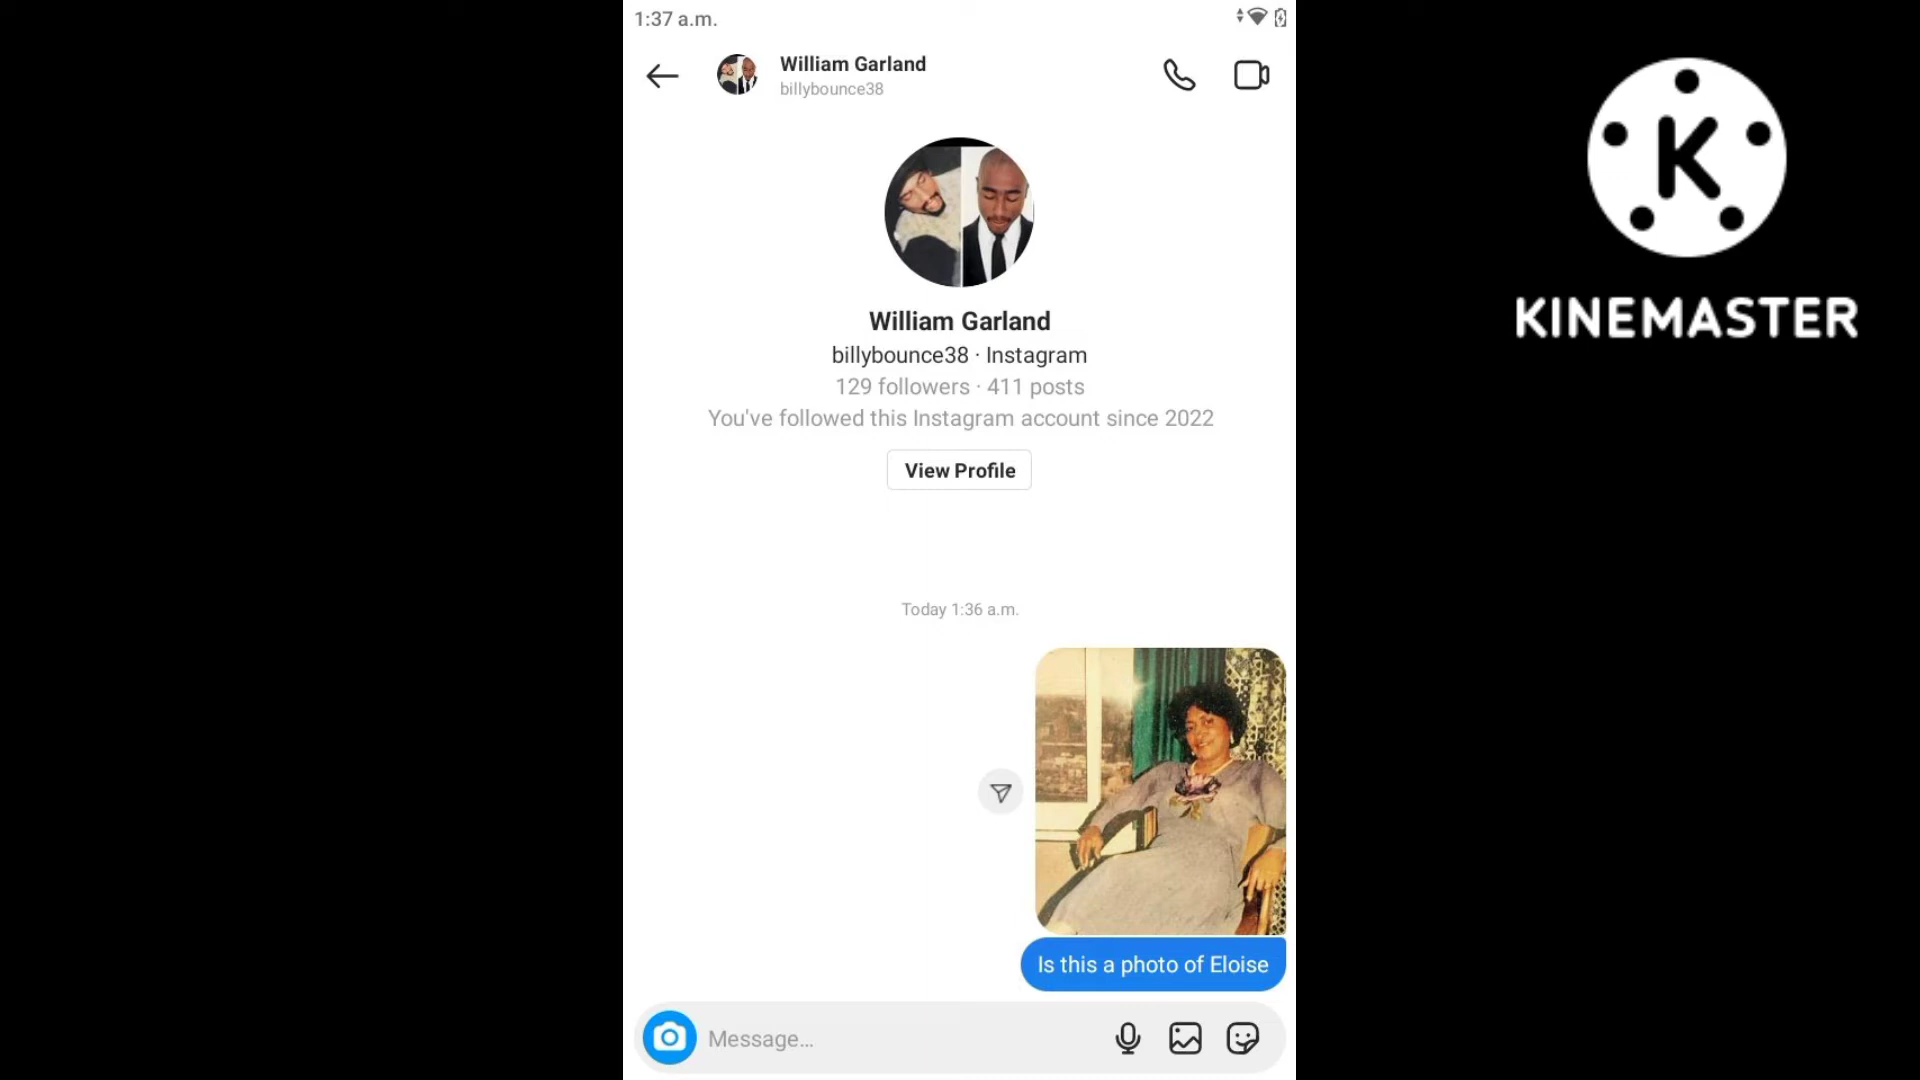 1:37 a.m.
William Garland
billybounce38
K
KINEMASTER
William Garland
billybounce38 · Instagram
129 followers · 411 posts
You've followed this Instagram account since 2022
View Profile
Today 1:36 a.m.
Is this a photo of Eloise
Message...